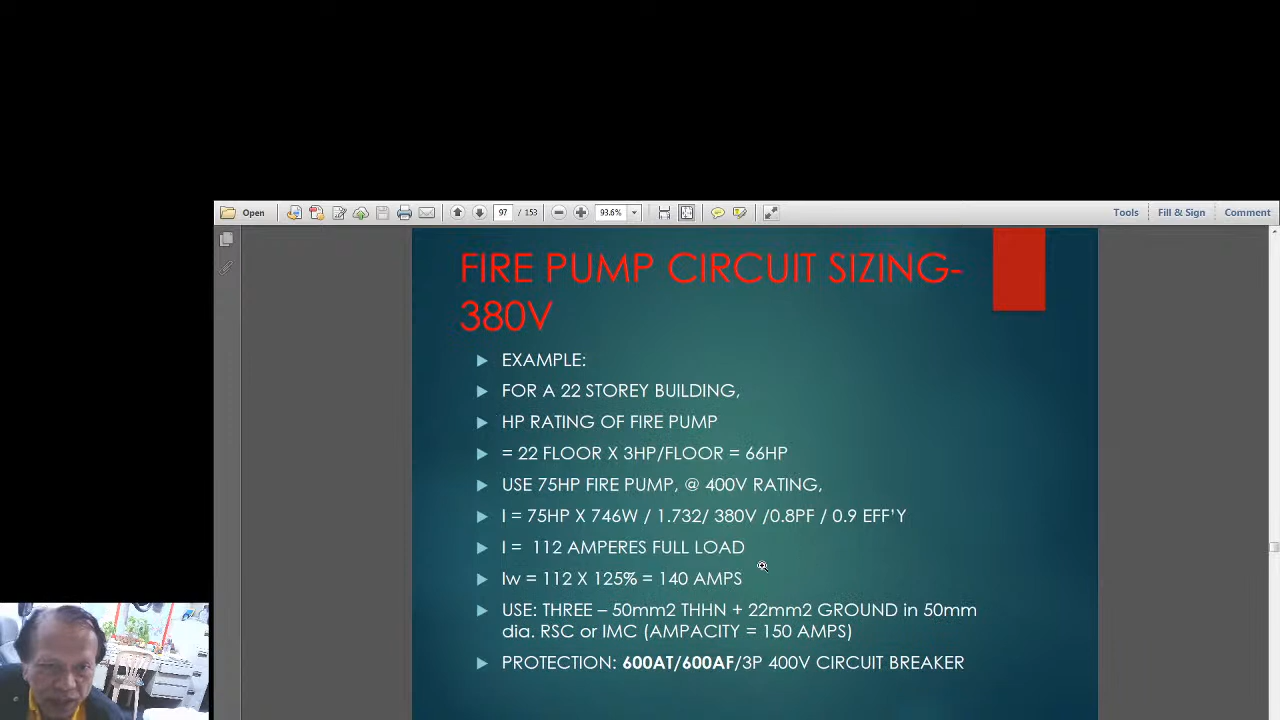 Open
97 / 153
93.6%
Tools
Fill & Sign
Comment
FIRE PUMP CIRCUIT SIZING-
380V
EXAMPLE:
FOR A 22 STOREY BUILDING,
HP RATING OF FIRE PUMP
= 22 FLOOR X 3HP/FLOOR = 66HP
USE 75HP FIRE PUMP, @ 400V RATING,
I = 75HP X 746W / 1.732/ 380V /0.8PF / 0.9 EFF'Y
I = 112 AMPERES FULL LOAD
Iw = 112 X 125% = 140 AMPS
USE: THREE – 50mm2 THHN + 22mm2 GROUND in 50mm
dia. RSC or IMC (AMPACITY = 150 AMPS)
PROTECTION: 600AT/600AF/3P 400V CIRCUIT BREAKER